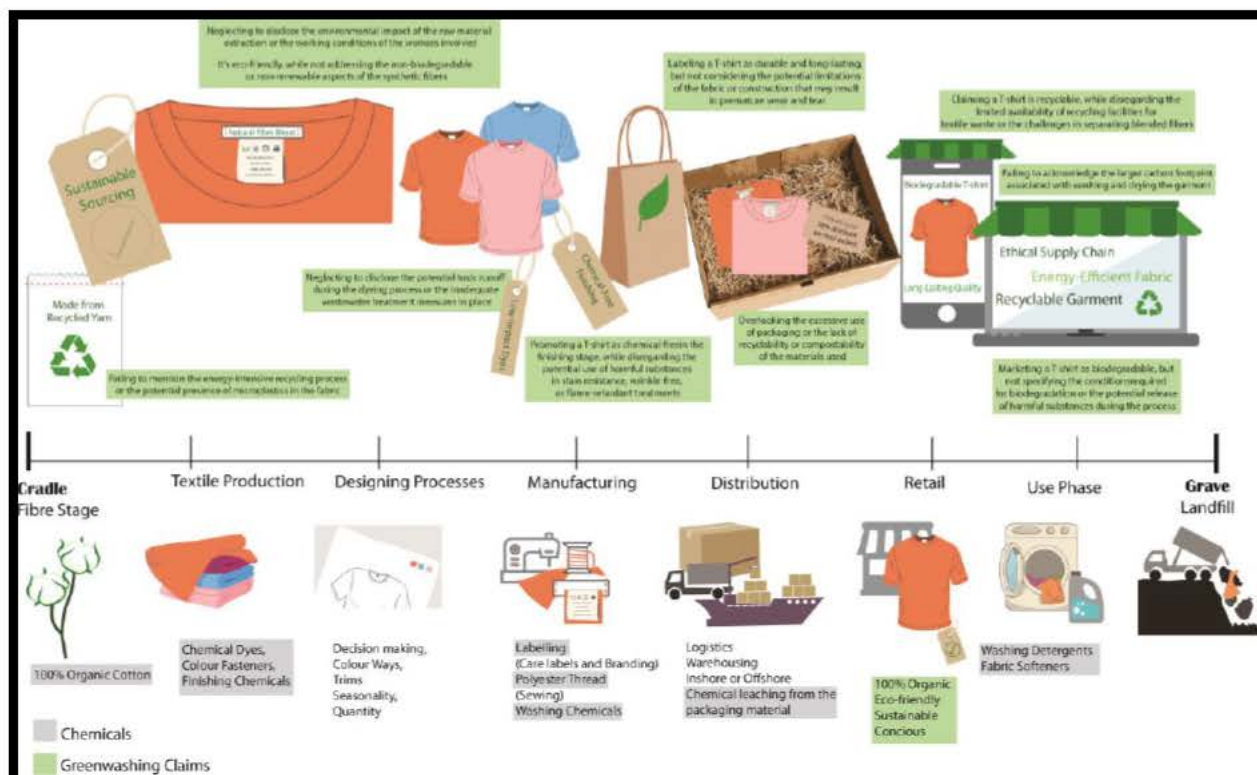 Neglecting to disclose the environmental impact of the raw material
extraction or the working conditions of the workers involved
It's eco-friendly, while not addressing the non-biodegradable
or non-renewable aspects of the synthetic fibers
Labeling a T-shirt as durable and long-lasting,
but not considering the potential limitations
of the fabric or construction that may result
in premature wear and tear
Claiming a T-shirt is recyclable, while disregarding the
limited availability of recycling facilities for
textile waste or the challenges in separating blended fibers
Natural Fibre Blend
Sustainable
Sourcing
Failing to acknowledge the larger carbon footprint
associated with washing and drying the garment
Biodegradable T-shirt
Long-Lasting Quality
Ethical Supply Chain
Energy-Efficient Fabric
Recyclable Garment
Made from
Recycled Yarn
Neglecting to disclose the potential toxic runoff
during the dyeing process or the inadequate
wastewater treatment measures in place
Low Impact Dyes
Chemical Free
Finishing
Failing to mention the energy-intensive recycling process
or the potential presence of microplastics in the fabric
Promoting a T-shirt as chemical free in the
finishing stage, while disregarding the
potential use of harmful substances
in stain resistance, wrinkle free,
or flame-retardant treatments
Overlooking the excessive use
of packaging or the lack of
recyclability or compostability
of the materials used
Marketing a T-shirt as biodegradable, but
not specifying the condition required
for biodegradation or the potential release
of harmful substances during the process
Cradle
Fibre Stage
Textile Production
Designing Processes
Manufacturing
Distribution
Retail
Use Phase
Grave
Landfill
100% Organic Cotton
Chemical Dyes,
Colour Fasteners,
Finishing Chemicals
Decision making,
Colour Ways,
Trims
Seasonality,
Quantity
Labelling
(Care labels and Branding)
Polyester Thread
(Sewing)
Washing Chemicals
Logistics
Warehousing
Inshore or Offshore
Chemical leaching from the
packaging material
100% Organic
Eco-friendly
Sustainable
Concious
Washing Detergents
Fabric Softeners
Chemicals
Greenwashing Claims